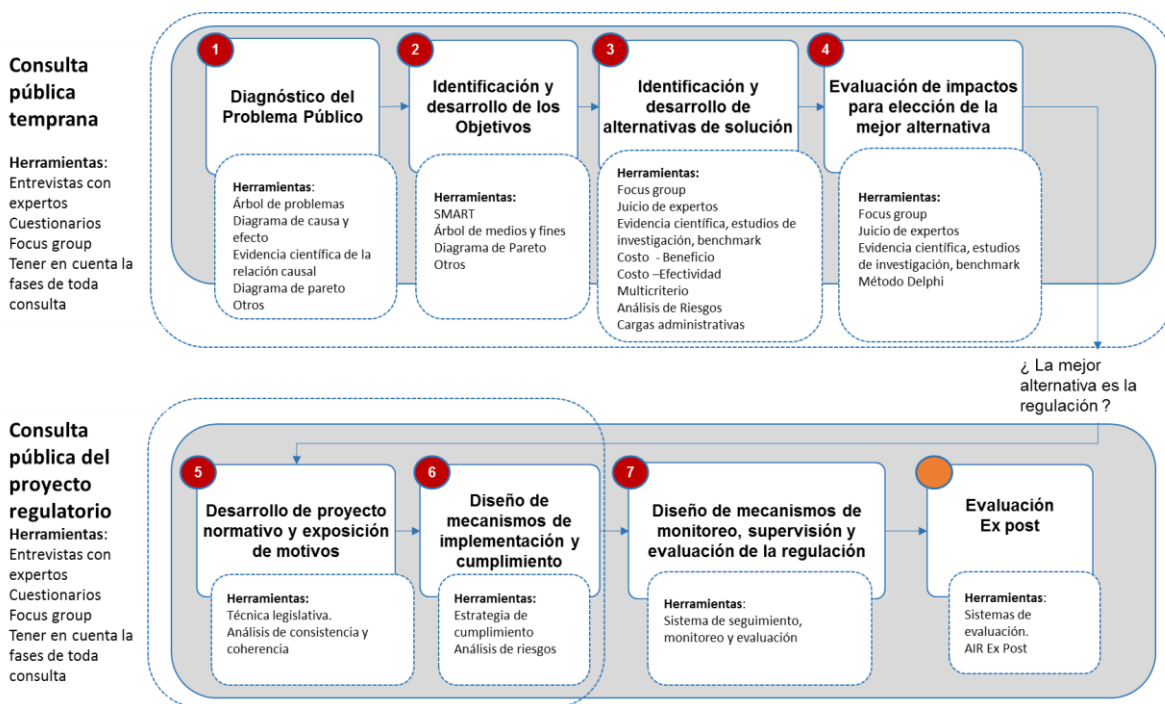 Consulta
pública
temprana
Herramientas:
Entrevistas con
expertos
Cuestionarios
Focus group
Tener en cuenta la
fases de toda
consulta
1
Diagnóstico del
Problema Público
Herramientas:
Árbol de problemas
Diagrama de causa y
efecto
Evidencia científica de la
relación causal
Diagrama de pareto
Otros
2
Identificación y
desarrollo de los
Objetivos
Herramientas:
SMART
Árbol de medios y fines
Diagrama de Pareto
Otros
3
Identificación y
desarrollo de
alternativas de solución
Herramientas:
Focus group
Juicio de expertos
Evidencia científica, estudios de
investigación, benchmark
Costo - Beneficio
Costo –Efectividad
Multicriterio
Análisis de Riesgos
Cargas administrativas
4
Evaluación de impactos
para elección de la
mejor alternativa
Herramientas:
Focus group
Juicio de expertos
Evidencia científica, estudios
de investigación, benchmark
Método Delphi
¿ La mejor
alternativa es la
regulación ?
Consulta
pública del
proyecto
regulatorio
Herramientas:
Entrevistas con
expertos
Cuestionarios
Focus group
Tener en cuenta la
fases de toda
consulta
5
Desarrollo de proyecto
normativo y exposición
de motivos
Herramientas:
Técnica legislativa.
Análisis de consistencia y
coherencia
6
Diseño de
mecanismos de
implementación y
cumplimiento
Herramientas:
Estrategia de
cumplimiento
Análisis de riesgos
7
Diseño de mecanismos de
monitoreo, supervisión y
evaluación de la regulación
Herramientas:
Sistema de seguimiento,
monitoreo y evaluación
Evaluación
Ex post
Herramientas:
Sistemas de
evaluación.
AIR Ex Post